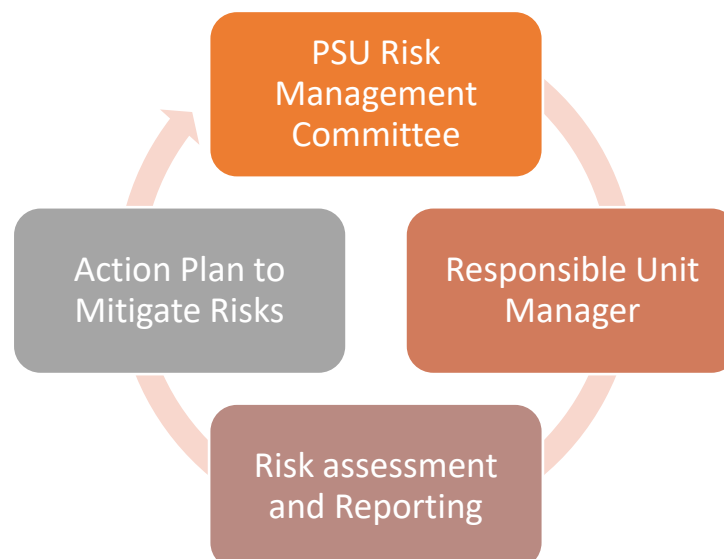 PSU Risk
Management
Committee
Responsible Unit
Manager
Risk assessment
and Reporting
Action Plan to
Mitigate Risks